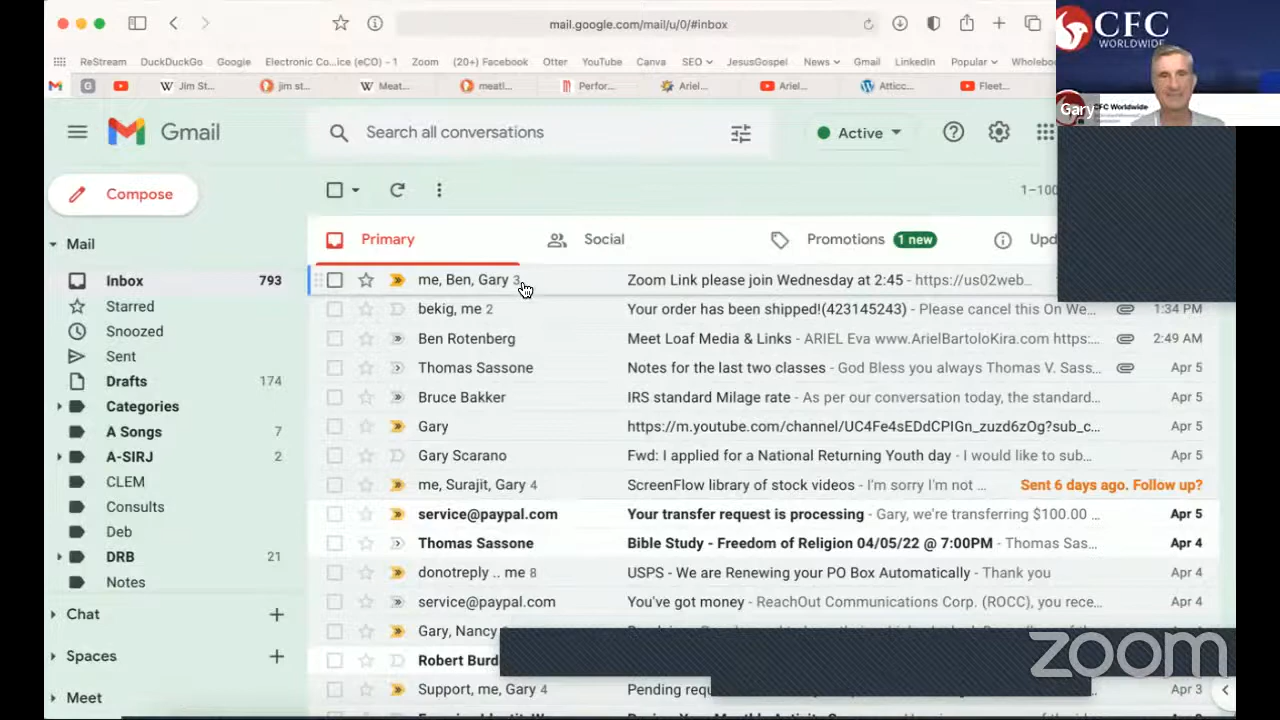 mail.google.com/mail/u/0/#inbox
ReStream DuckDuckGo Google Electronic Co...ice (eCO) - 1 Zoom (20+) Facebook Otter YouTube Canva SEO JesusGospel News Gmail Linkedin Popular
G Jim St... jim st... Meat... meatl... Perfor... Ariel... Ariel... Atticc... Fleet...
CFC
WORLDWIDE
Gary
CFC Worldwide
Gmail
Search all conversations
Active
Compose
1–100
Mail
Primary
Social
Promotions 1 new
Inbox 793
me, Ben, Gary 3 Zoom Link please join Wednesday at 2:45 - https://us02web...
Starred
bekig, me 2 Your order has been shipped!(423145243) - Please cancel this On We... 1:34 PM
Snoozed
Ben Rotenberg Meet Loaf Media & Links - ARIEL Eva www.ArielBartoloKira.com https:... 2:49 AM
Sent
Thomas Sassone Notes for the last two classes - God Bless you always Thomas V. Sass... Apr 5
Drafts 174
Bruce Bakker IRS standard Milage rate - As per our conversation today, the standard... Apr 5
Categories
Gary https://m.youtube.com/channel/UC4Fe4sEDdCPIGn_zuzd6zOg?sub_c... Apr 5
A Songs 7
Gary Scarano Fwd: I applied for a National Returning Youth day - I would like to sub... Apr 5
A-SIRJ 2
me, Surajit, Gary 4 ScreenFlow library of stock videos - I'm sorry I'm not ... Sent 6 days ago. Follow up?
CLEM
service@paypal.com Your transfer request is processing - Gary, we're transferring $100.00 ... Apr 5
Consults
Thomas Sassone Bible Study - Freedom of Religion 04/05/22 @ 7:00PM - Thomas Sas... Apr 4
Deb
donotreply .. me 8 USPS - We are Renewing your PO Box Automatically - Thank you Apr 4
DRB 21
service@paypal.com You've got money - ReachOut Communications Corp. (ROCC), you rece... Apr 4
Notes
Gary, Nancy
Chat
Robert Burd
Spaces
Support, me, Gary 4 Pending requ Apr 3
Meet
zoom